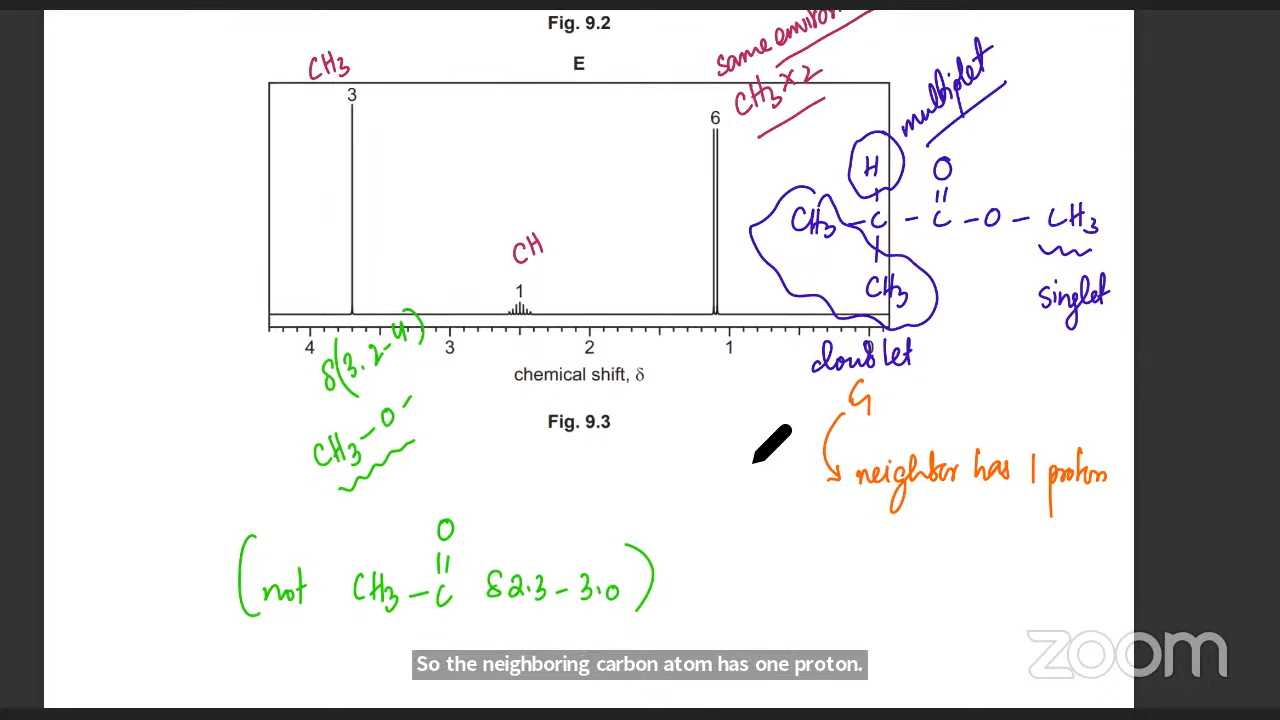 Fig. 9.2
E
same environ
CH3
CH3 × 2
multiplet
3
6
H O
CH3 – C – C – O – CH3
CH3
singlet
CH
1
4 3 2 1
doublet
chemical shift, δ
δ(3.2-4)
CH3 – O –
Fig. 9.3
neighbor has 1 proton
O
(not CH3 – C δ2.3 – 3.0)
So the neighboring carbon atom has one proton.
zoom